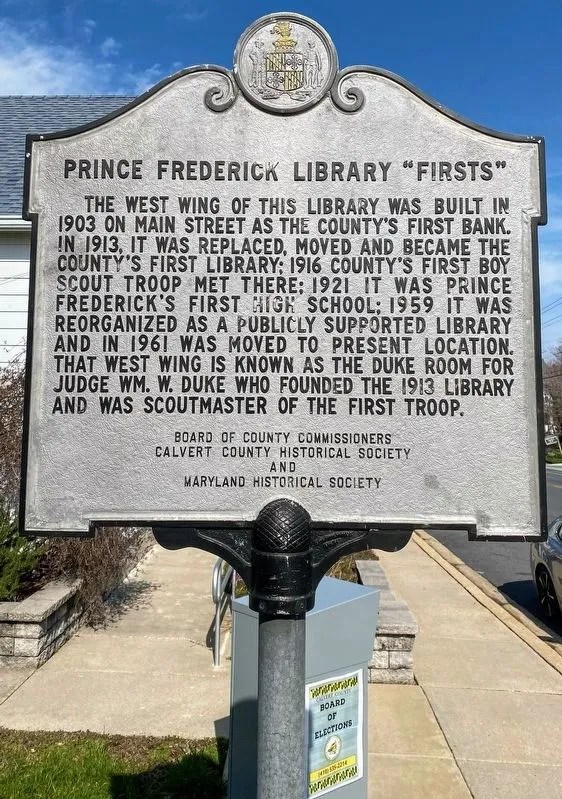 PRINCE FREDERICK LIBRARY "FIRSTS"
THE WEST WING OF THIS LIBRARY WAS BUILT IN
1903 ON MAIN STREET AS THE COUNTY'S FIRST BANK.
IN 1913, IT WAS REPLACED, MOVED AND BECAME THE
COUNTY'S FIRST LIBRARY; 1916 COUNTY'S FIRST BOY
SCOUT TROOP MET THERE; 1921 IT WAS PRINCE
FREDERICK'S FIRST HIGH SCHOOL; 1959 IT WAS
REORGANIZED AS A PUBLICLY SUPPORTED LIBRARY
AND IN 1961 WAS MOVED TO PRESENT LOCATION.
THAT WEST WING IS KNOWN AS THE DUKE ROOM FOR
JUDGE WM. W. DUKE WHO FOUNDED THE 1913 LIBRARY
AND WAS SCOUTMASTER OF THE FIRST TROOP.
BOARD OF COUNTY COMMISSIONERS
CALVERT COUNTY HISTORICAL SOCIETY
AND
MARYLAND HISTORICAL SOCIETY
CALVERT COUNTY
BOARD
OF
ELECTIONS
(410) 535-2214